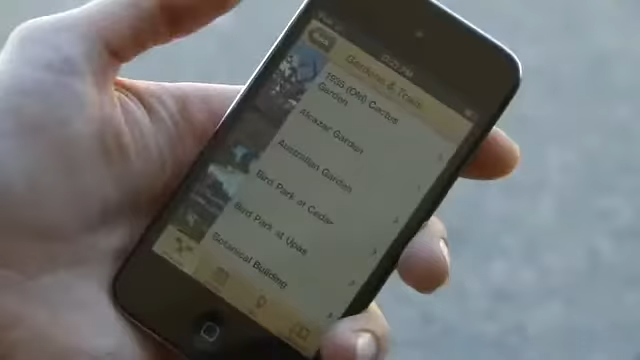 Gardens & Trails
1935 (Old) Cactus
Garden
Alcazar Garden
Australian Garden
Bird Park at Cedar
Bird Park at Upas
Botanical Building